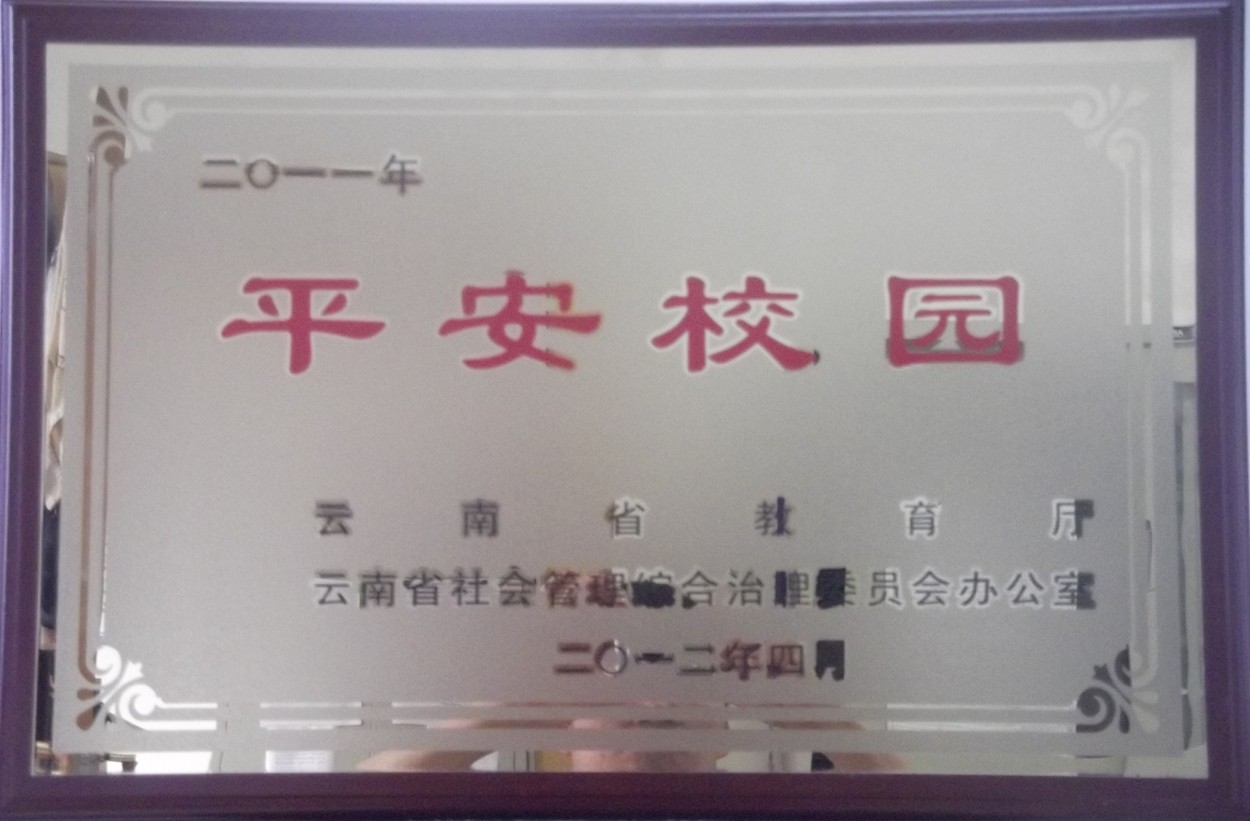 二〇一一年
平安校园
云南省教育厅
云南省社会管理综合治理委员会办公室
二〇一二年四月